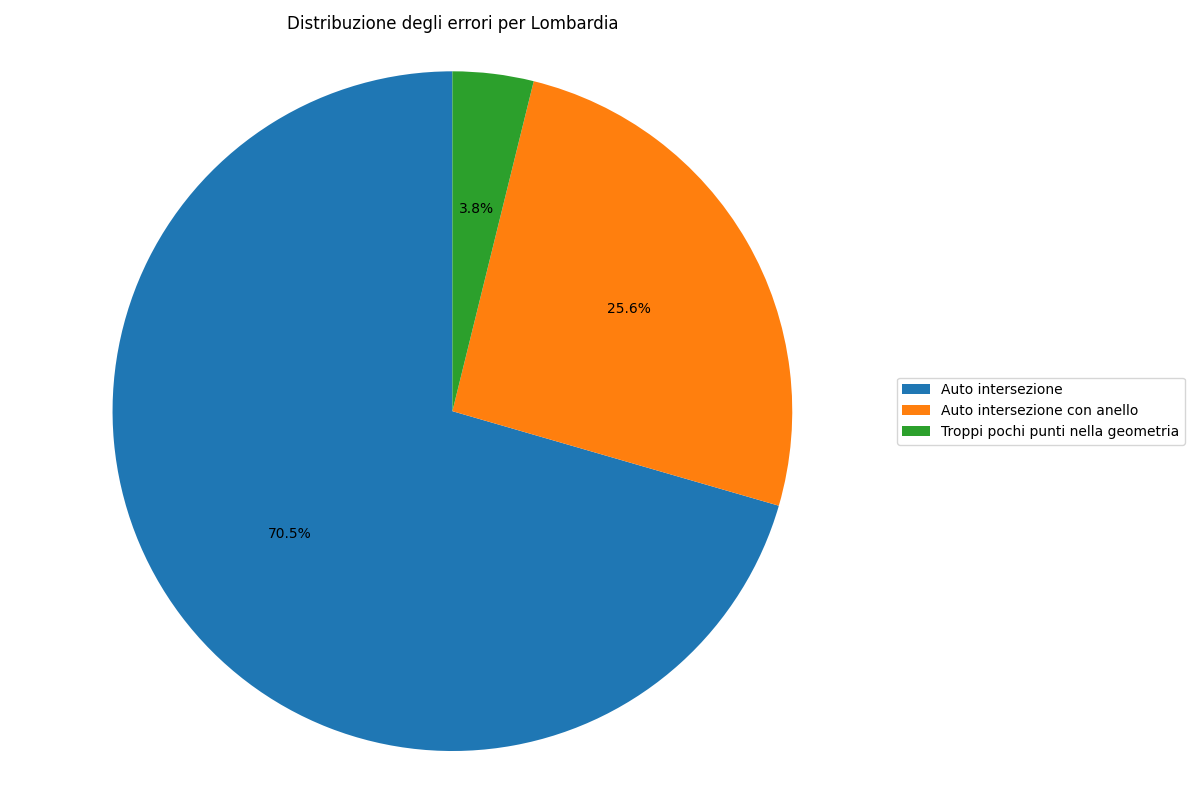 Distribuzione degli errori per Lombardia
3.8%
25.6%
70.5%
Auto intersezione
Auto intersezione con anello
Troppi pochi punti nella geometria